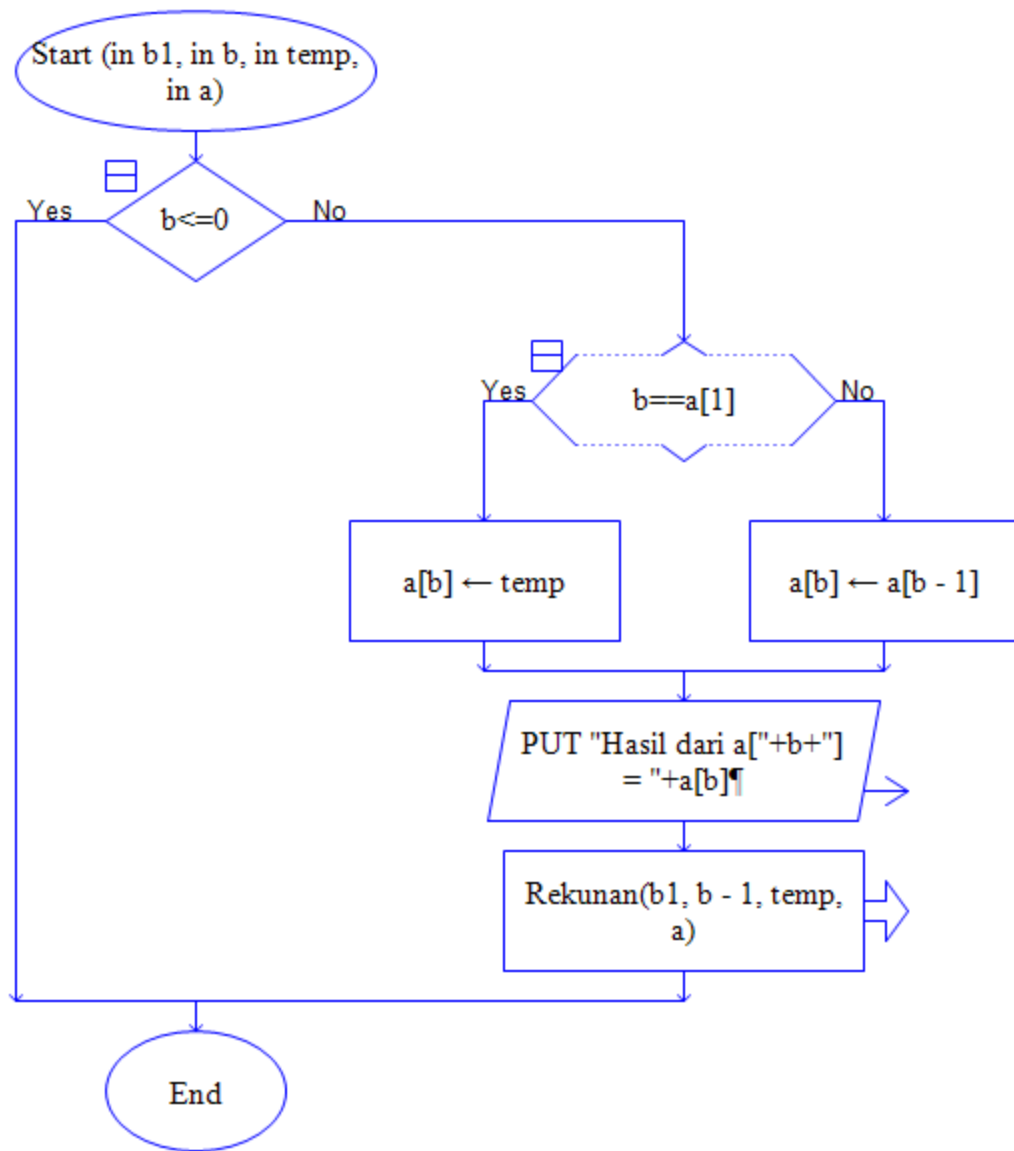 Start (in b1, in b, in temp,
in a)
Yes
b<=0
No
Yes
b==a[1]
No
a[b] ← temp
a[b] ← a[b - 1]
PUT "Hasil dari a["+b+"]
= "+a[b]¶
Rekunan(b1, b - 1, temp,
a)
End